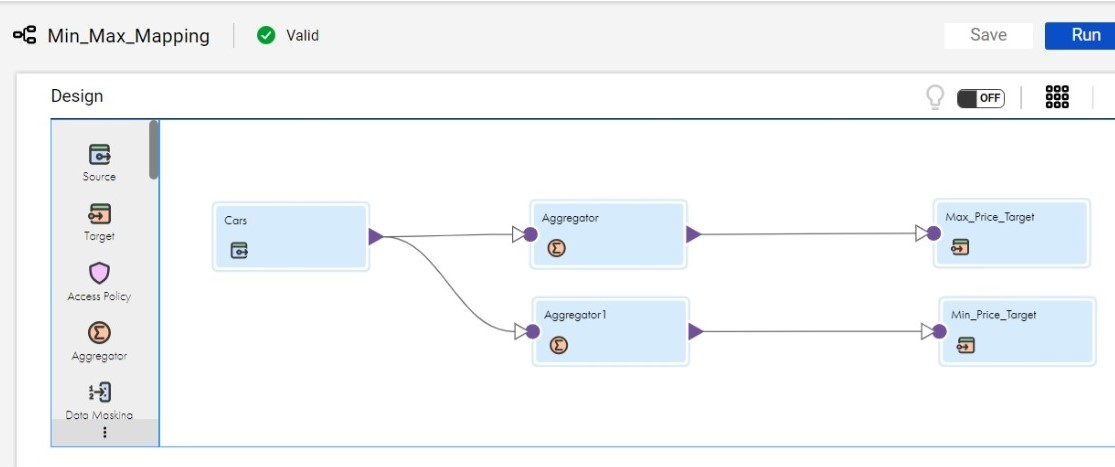 Min_Max_Mapping
Valid
Save
Run
Design
OFF
Source
Target
Access Policy
Aggregator
Data Masking
Cars
Aggregator
Max_Price_Target
Aggregator1
Min_Price_Target